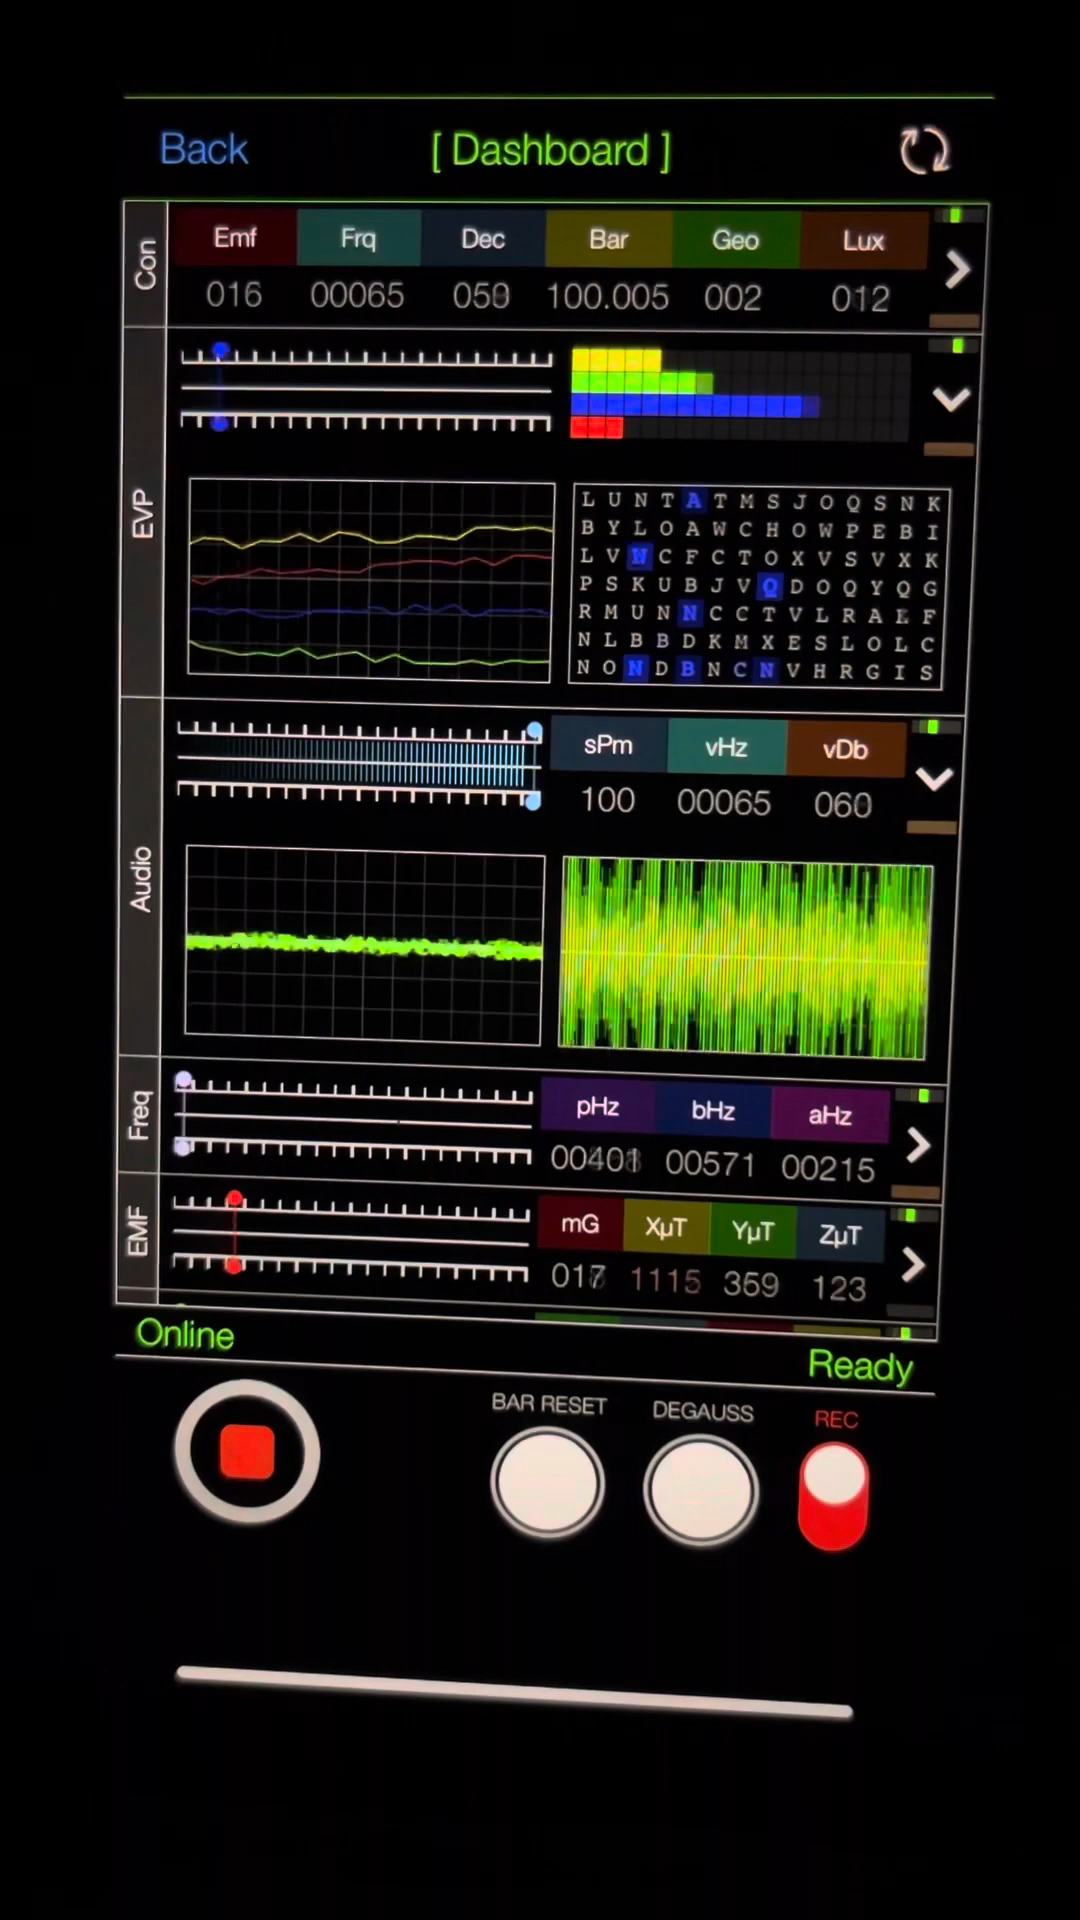 Back
[ Dashboard ]
Con
Emf Frq Dec Bar Geo Lux
016 00065 100.005 002 012
EVP
L U N T A T M S J O Q S N K
B Y L O A W C H O W P E B I
L V N C F C T O X V S V X K
P S K U B J V Q D O Q Y Q G
R M U N N C C T V L R A L F
N L B B D K M X E S L O L C
N O N D B N C N V H R G I S
Audio
sPm vHz vDb
100 00065 060
Freq
pHz bHz aHz
00571 00215
EMF
mG XµT YµT ZµT
1115 359 123
Online
Ready
BAR RESET
DEGAUSS
REC